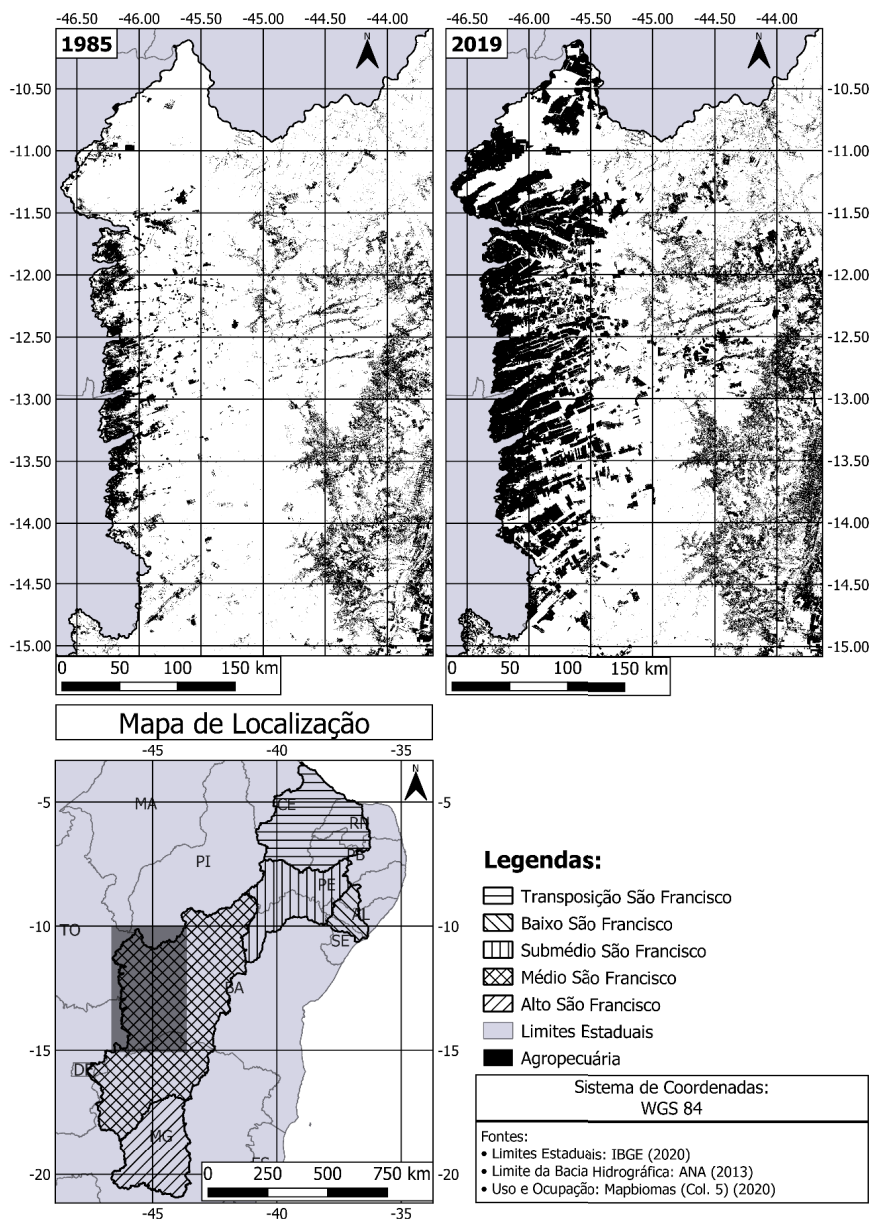 -46.50 -46.00 -45.50 -45.00 -44.50 -44.00
1985
N
-10.50
-11.00
-11.50
-12.00
-12.50
-13.00
-13.50
-14.00
-14.50
-15.00
0 50 100 150 km
-46.50 -46.00 -45.50 -45.00 -44.50 -44.00
2019
N
-10.50
-11.00
-11.50
-12.00
-12.50
-13.00
-13.50
-14.00
-14.50
-15.00
0 50 100 150 km
Mapa de Localização
-45 -40 -35
N
-5
-5
MA
CE
RN
PB
PI
PE
AL
-10
-10
TO
SE
BA
-15
-15
DF
MG
ES
-20
-20
0 250 500 750 km
-45 -40 -35
Legendas:
Transposição São Francisco
Baixo São Francisco
Submédio São Francisco
Médio São Francisco
Alto São Francisco
Limites Estaduais
Agropecuária
Sistema de Coordenadas:
WGS 84
Fontes:
• Limites Estaduais: IBGE (2020)
• Limite da Bacia Hidrográfica: ANA (2013)
• Uso e Ocupação: Mapbiomas (Col. 5) (2020)